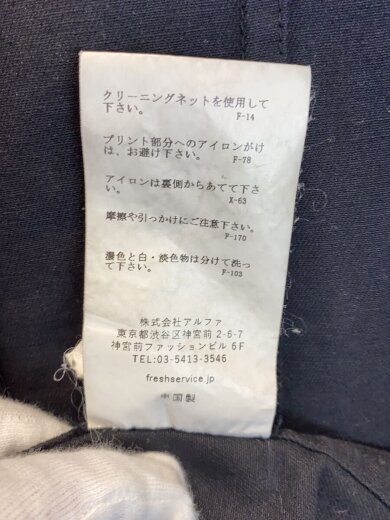 クリーニングネットを使用して
下さい。
F-14
プリント部分へのアイロンがけ
は、お避け下さい。
F-78
アイロンは裏側からあてて下さ
い。
X-63
摩擦や引っかけにご注意下さい。
F-170
濃色と白・淡色物は分けて洗っ
て下さい。
F-103
株式会社アルファ
東京都渋谷区神宮前2-6-7
神宮前ファッションビル6F
TEL:03-5413-3546
freshservice.jp
中国製